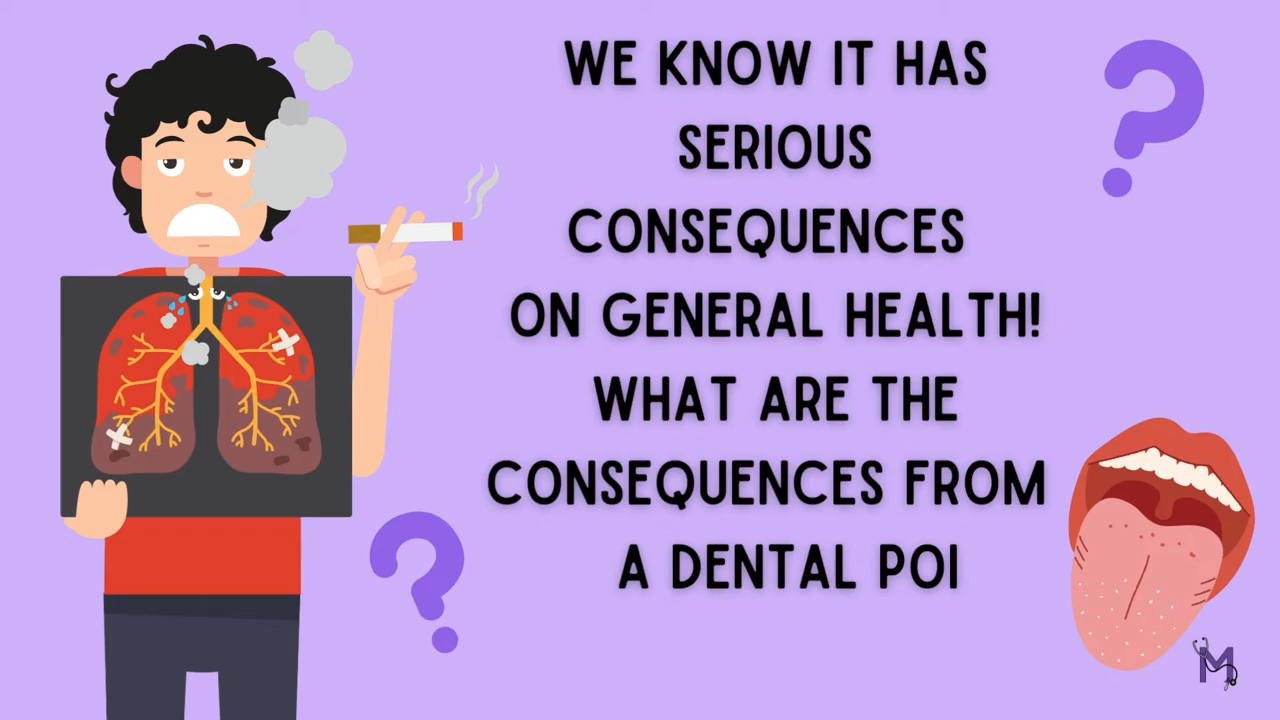 WE KNOW IT HAS
SERIOUS
CONSEQUENCES
ON GENERAL HEALTH!
WHAT ARE THE
CONSEQUENCES FROM
A DENTAL POI
?
?
M